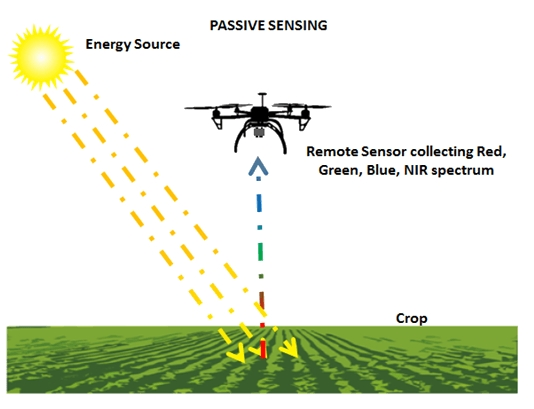 PASSIVE SENSING
Energy Source
Remote Sensor collecting Red,
Green, Blue, NIR spectrum
Crop